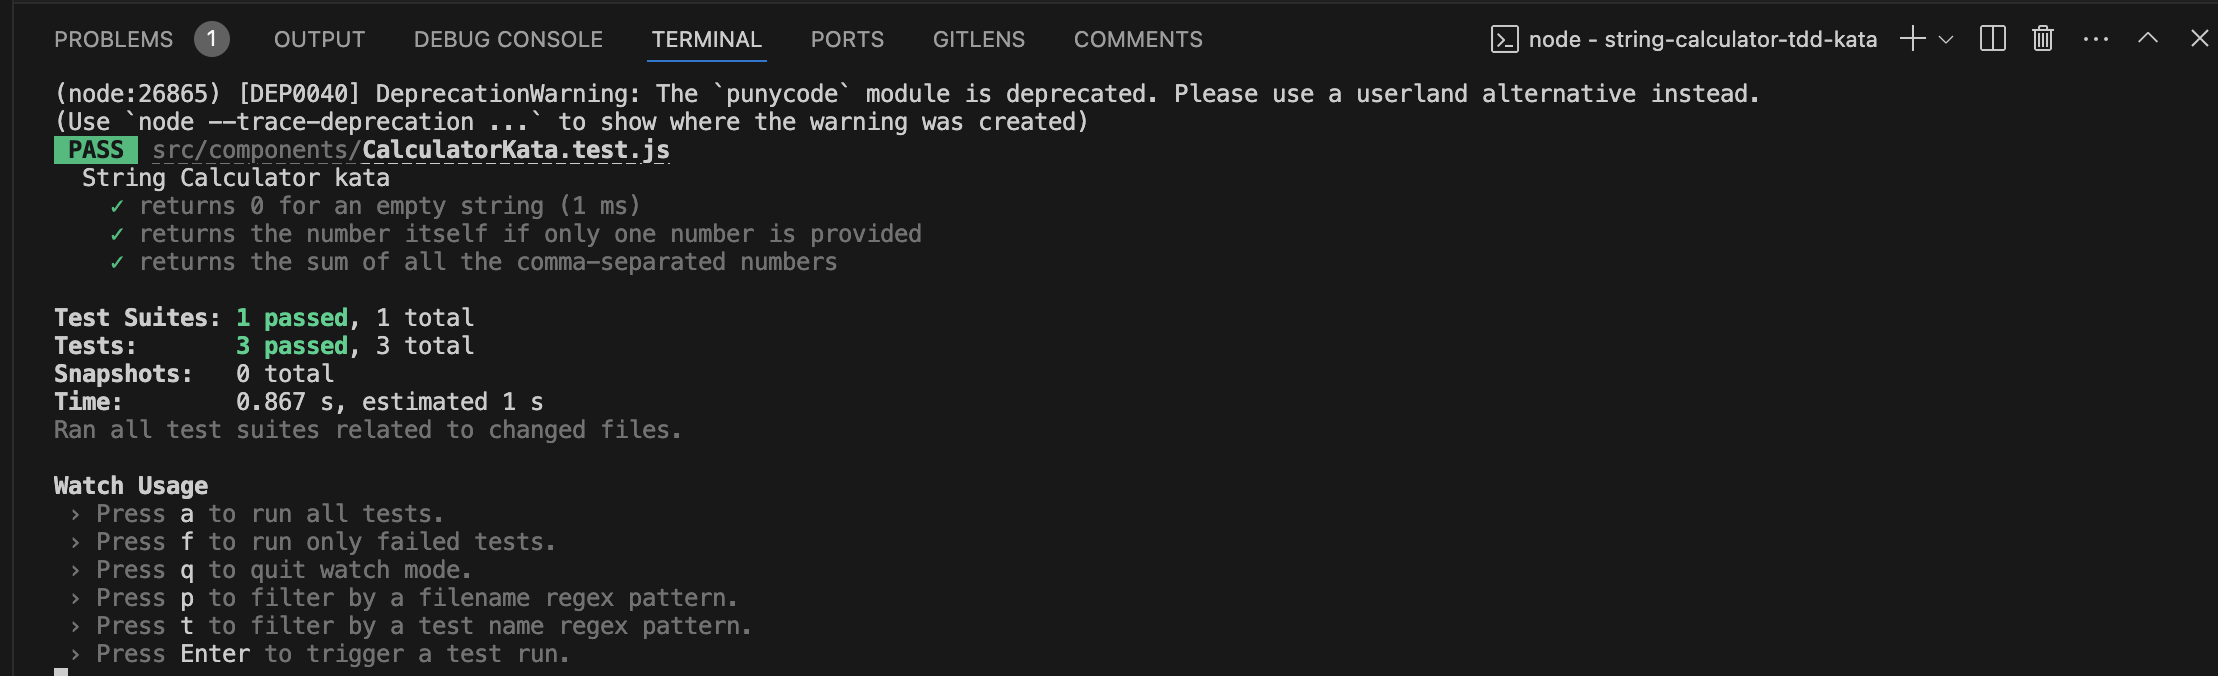 PROBLEMS 1 OUTPUT DEBUG CONSOLE TERMINAL PORTS GITLENS COMMENTS node - string-calculator-tdd-kata
(node:26865) [DEP0040] DeprecationWarning: The `punycode` module is deprecated. Please use a userland alternative instead.
(Use `node --trace-deprecation ...` to show where the warning was created)
PASS src/components/CalculatorKata.test.js
String Calculator kata
✓ returns 0 for an empty string (1 ms)
✓ returns the number itself if only one number is provided
✓ returns the sum of all the comma-separated numbers
Test Suites: 1 passed, 1 total
Tests: 3 passed, 3 total
Snapshots: 0 total
Time: 0.867 s, estimated 1 s
Ran all test suites related to changed files.
Watch Usage
› Press a to run all tests.
› Press f to run only failed tests.
› Press q to quit watch mode.
› Press p to filter by a filename regex pattern.
› Press t to filter by a test name regex pattern.
› Press Enter to trigger a test run.